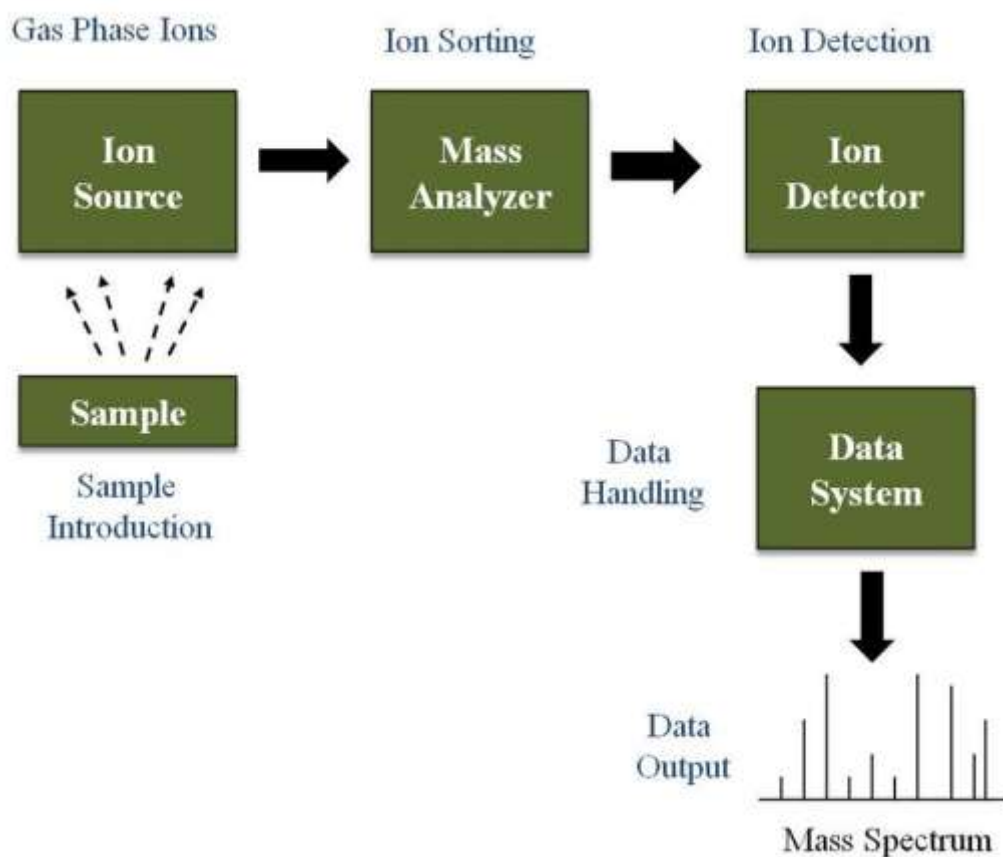 Gas Phase Ions
Ion Sorting
Ion Detection
Ion
Source
Mass
Analyzer
Ion
Detector
Sample
Sample
Introduction
Data
Handling
Data
System
Data
Output
Mass Spectrum